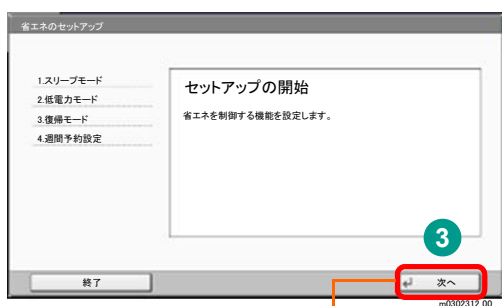 省エネのセットアップ
1.スリープモード
2.低電力モード
3.復帰モード
4.週間予約設定
セットアップの開始
省エネを制御する機能を設定します。
3
終了
次へ
m0302312_00